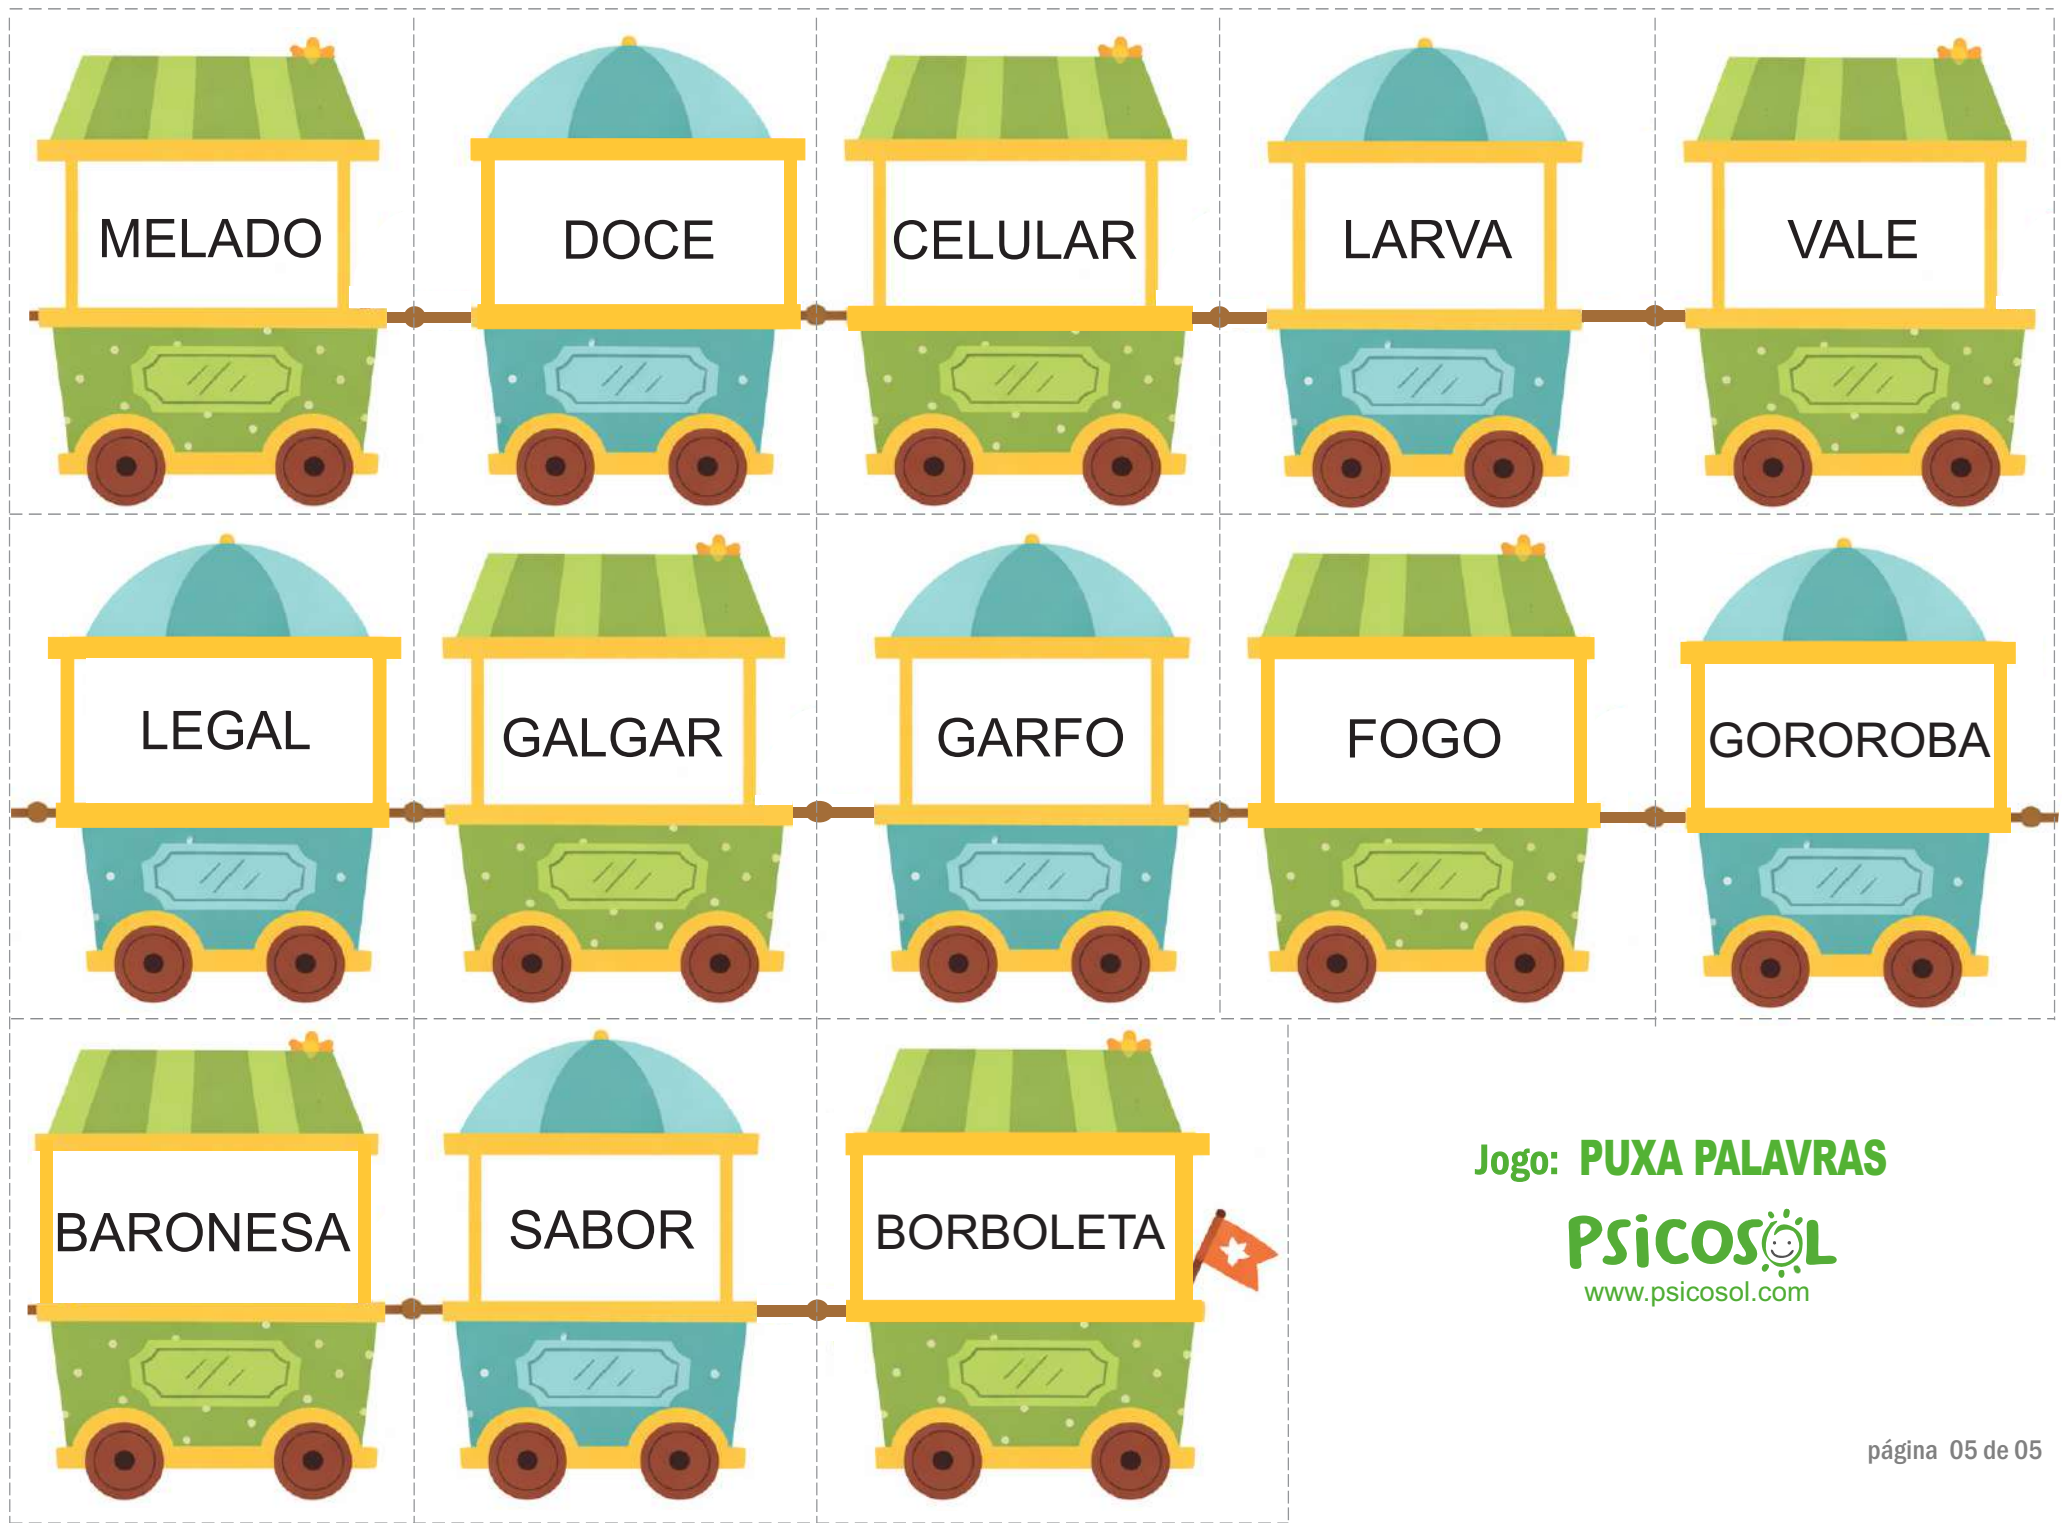 MELADO
DOCE
CELULAR
LARVA
VALE
LEGAL
GALGAR
GARFO
FOGO
GOROROBA
BARONESA
SABOR
BORBOLETA
Jogo: PUXA PALAVRAS
PSiCOSOL
www.psicosol.com
página 05 de 05